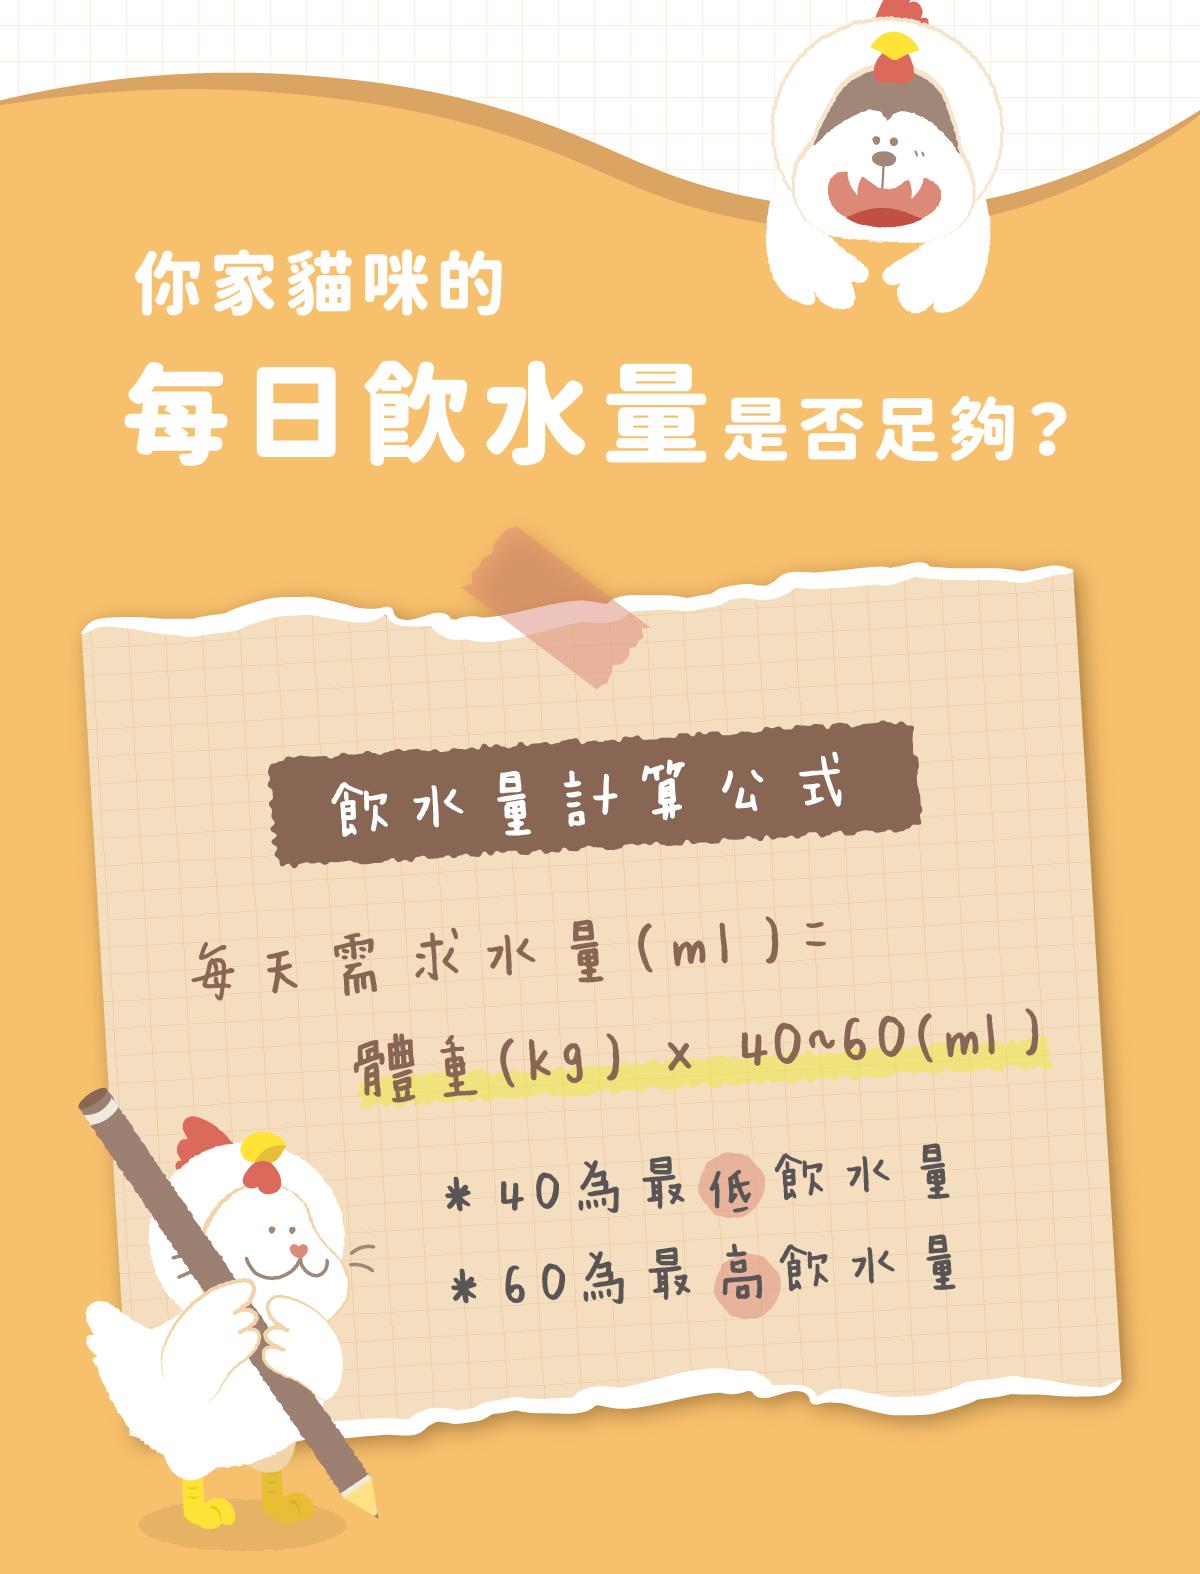 你家貓咪的
每日飲水量是否足夠？
飲水量計算公式
每天需求水量(ml)=
體重(kg) x 40~60(ml)
*40為最低飲水量
*60為最高飲水量